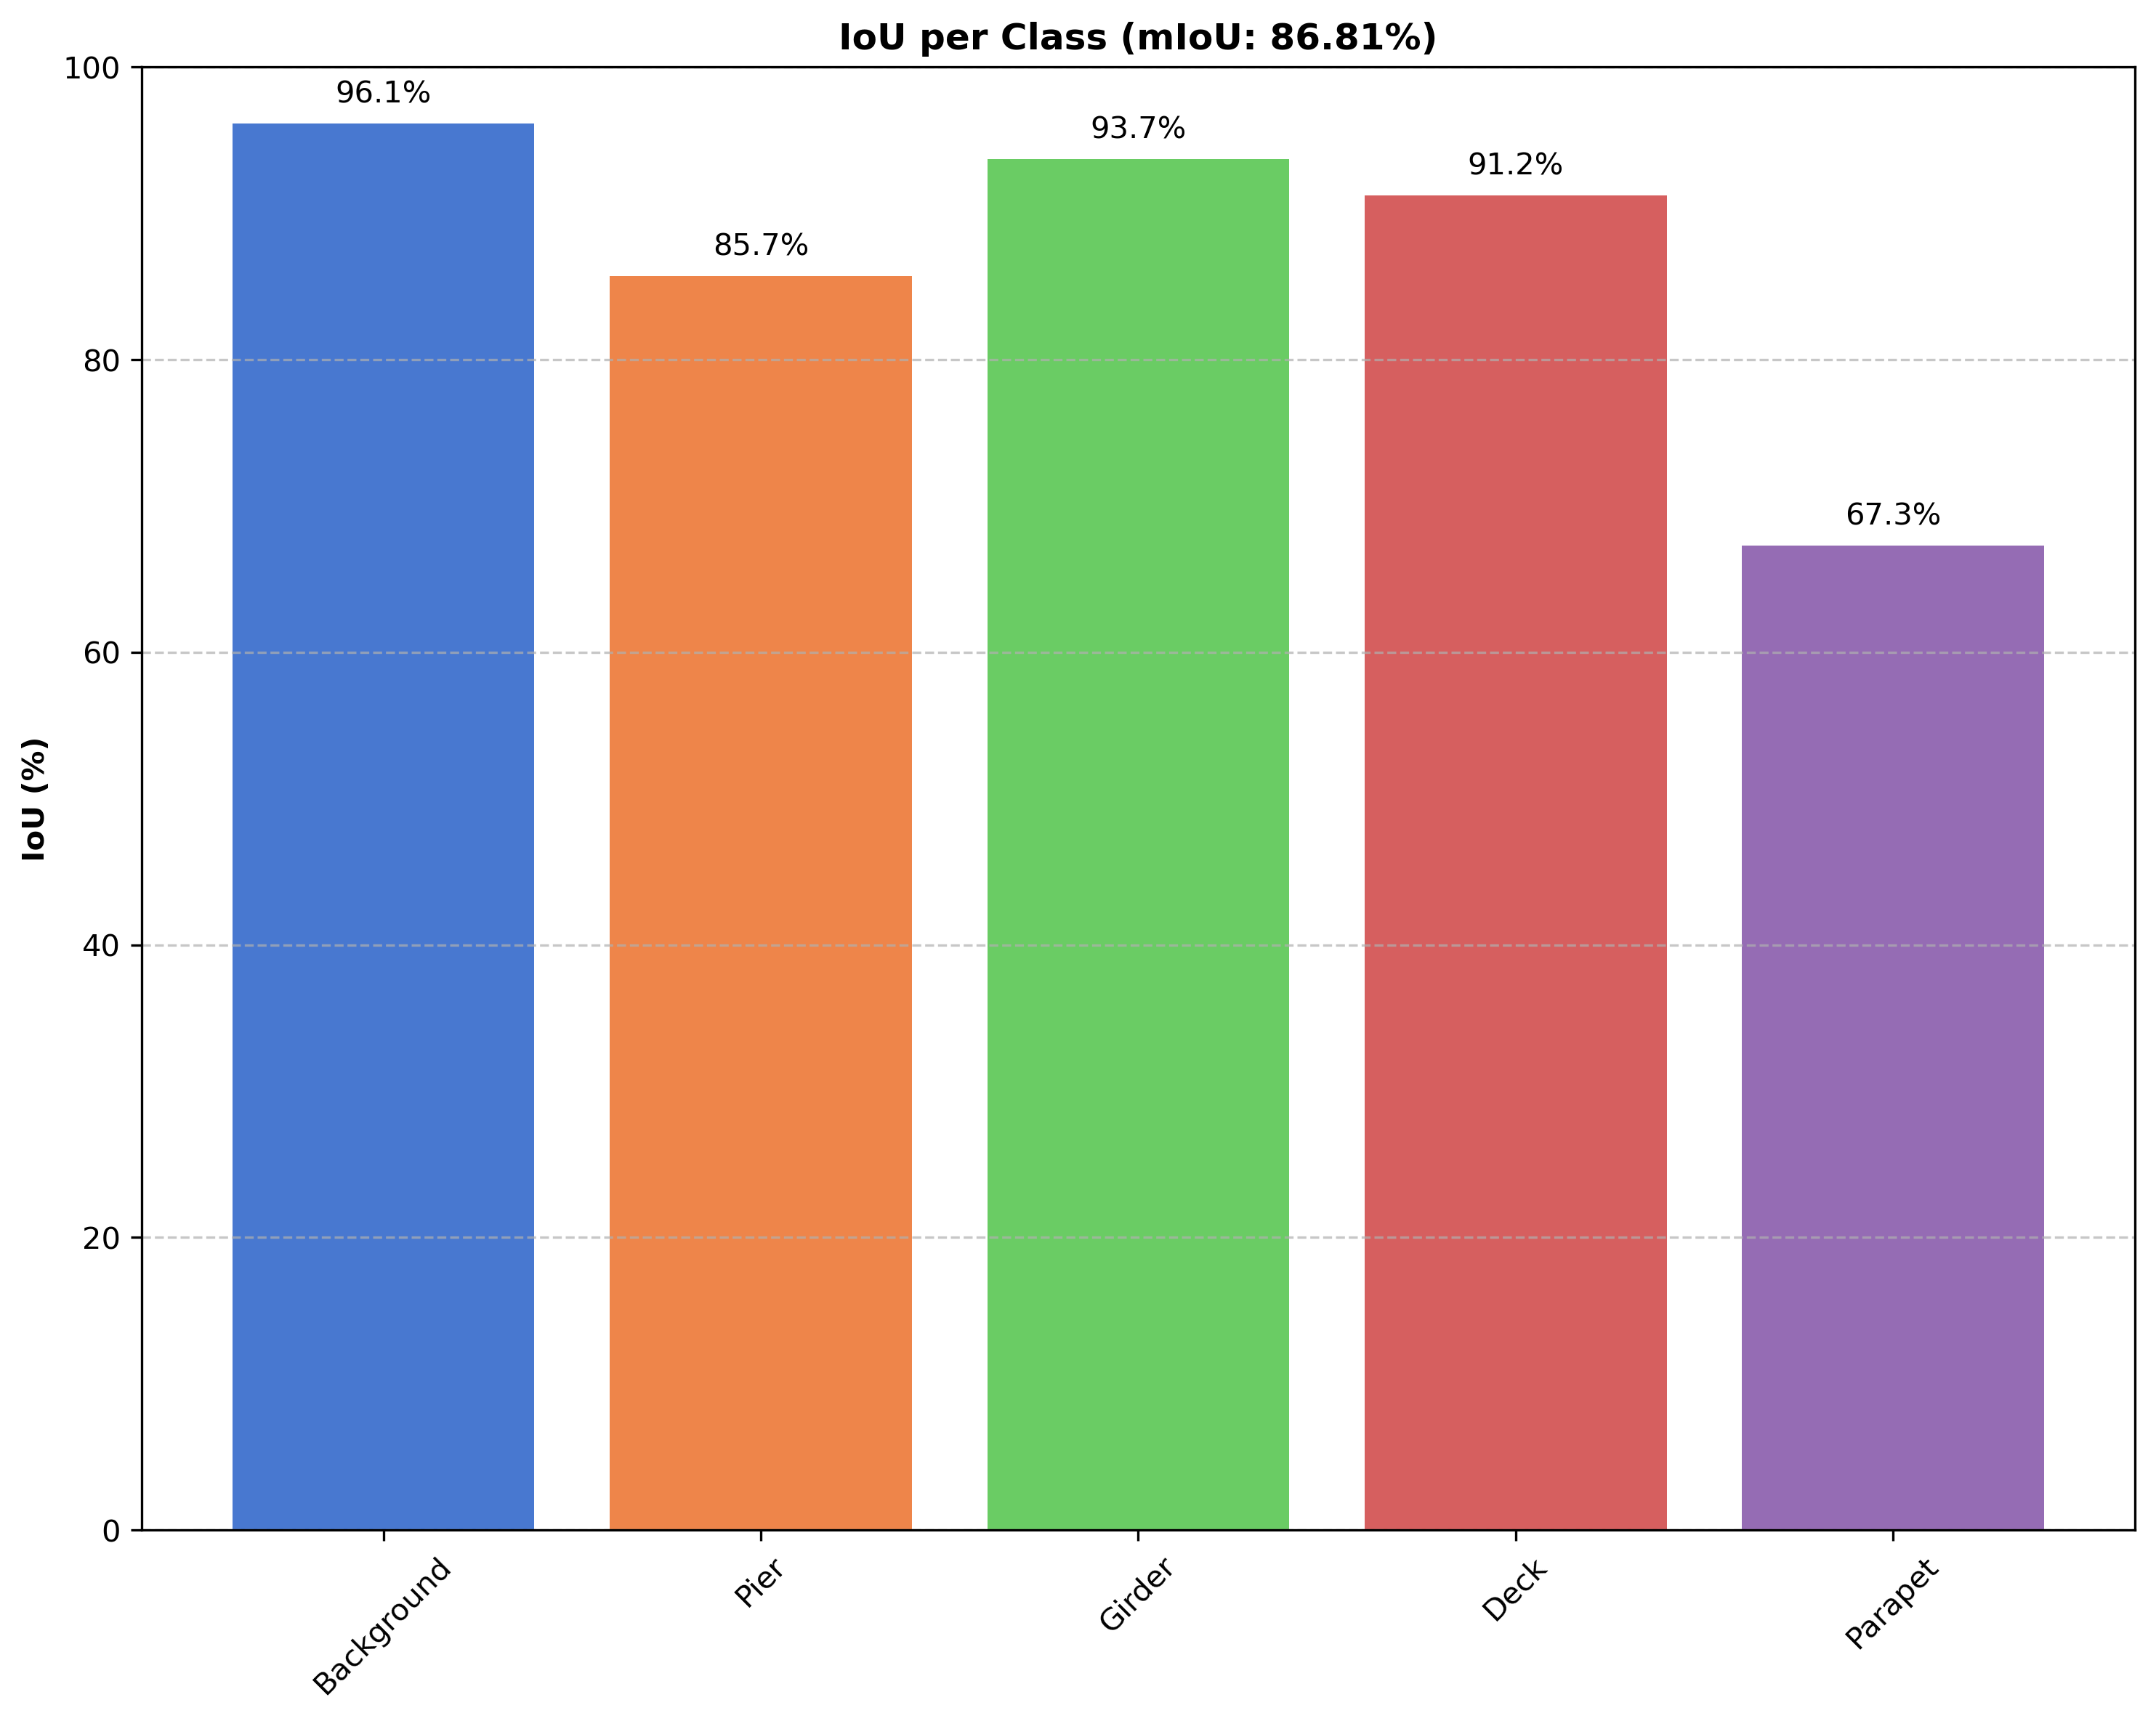 IoU per Class (mIoU: 86.81%)
100
96.1%
93.7%
91.2%
85.7%
80
67.3%
60
IoU (%)
40
20
0
Background
Pier
Girder
Deck
Parapet